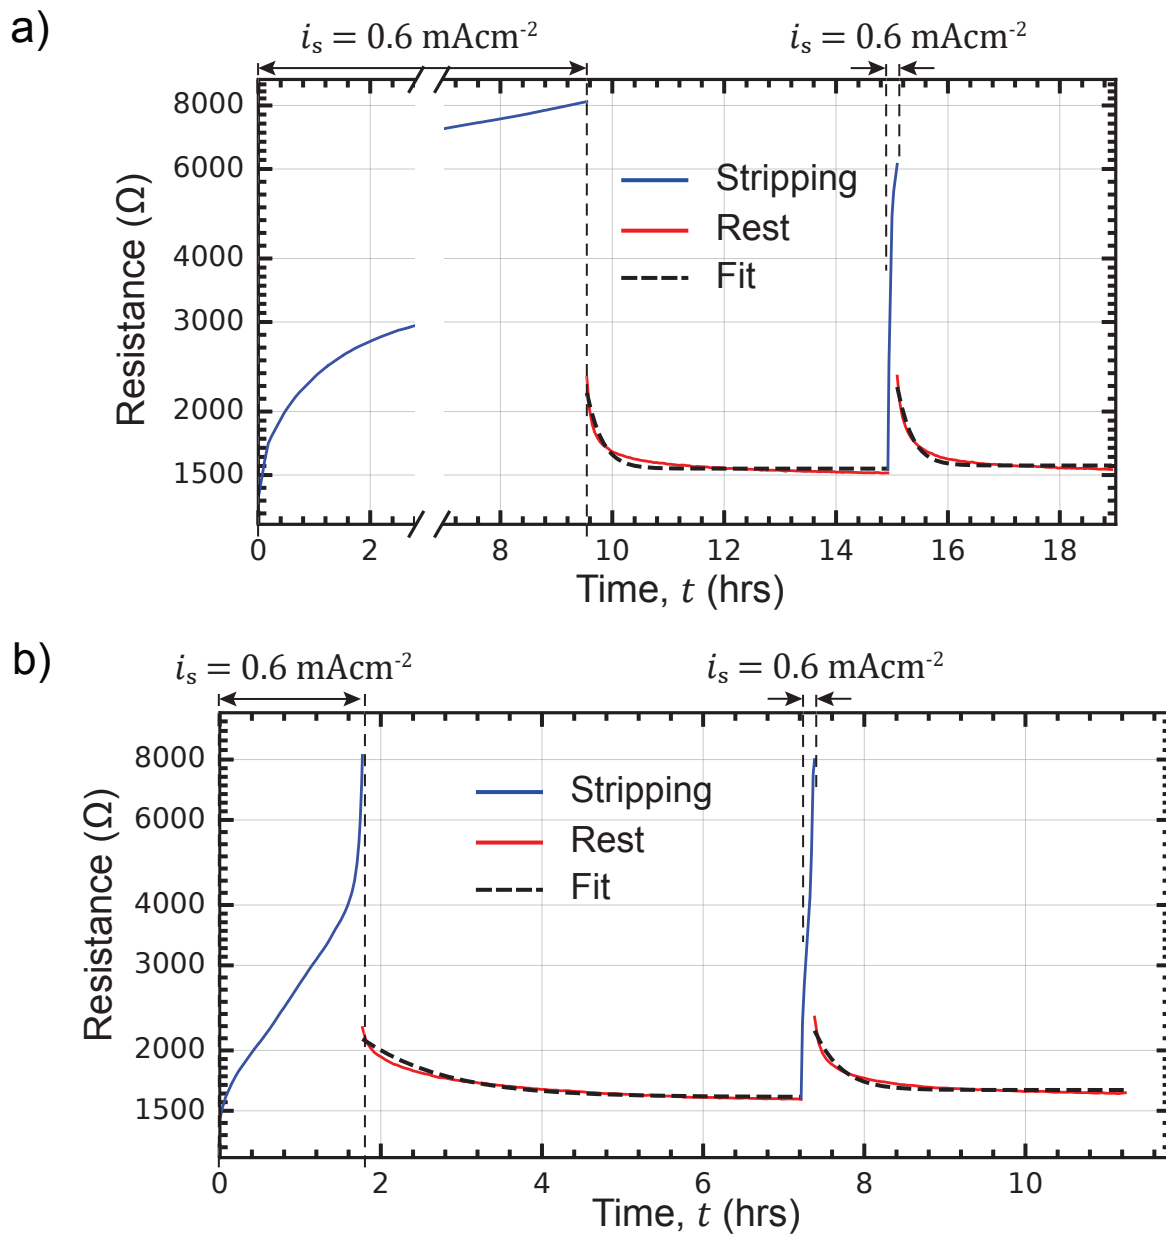 a)
iₛ = 0.6 mAcm⁻² iₛ = 0.6 mAcm⁻²
8000
6000
4000
3000
2000
1500
Resistance (Ω)
Stripping
Rest
Fit
0 2 8 10 12 14 16 18
Time, t (hrs)
b)
iₛ = 0.6 mAcm⁻² iₛ = 0.6 mAcm⁻²
8000
6000
4000
3000
2000
1500
Resistance (Ω)
Stripping
Rest
Fit
0 2 4 6 8 10
Time, t (hrs)